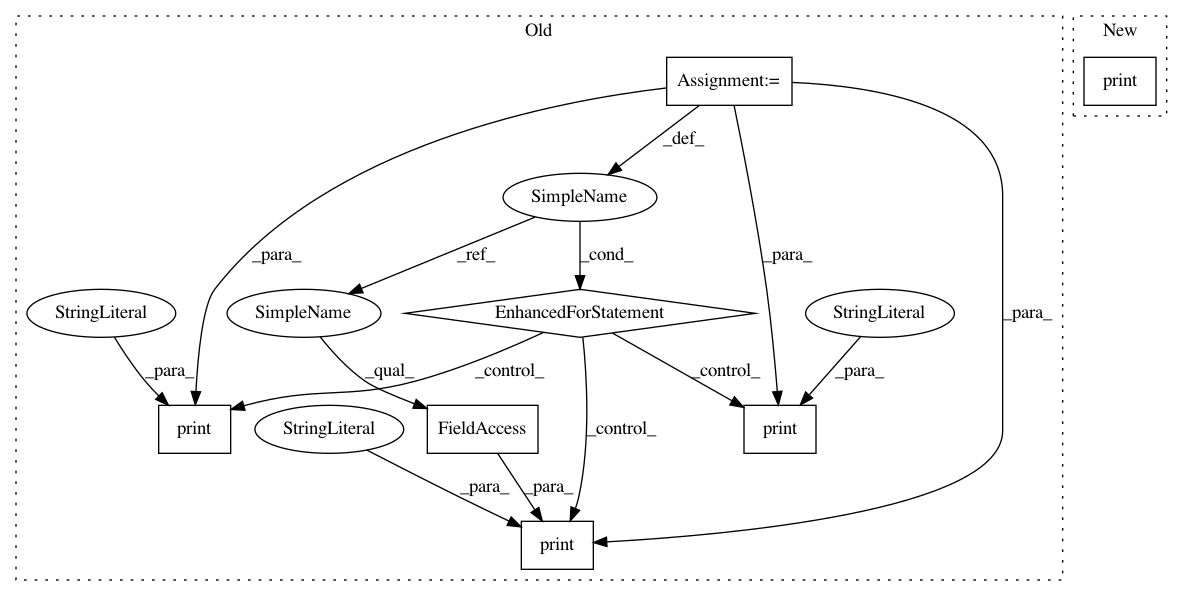 Old
New
Assignment:=
print
_def_
SimpleName
_para_
_ref_
_cond_
_para_
StringLiteral
SimpleName
EnhancedForStatement
StringLiteral
_para_
_para_
_qual_
_control_
_control_
_para_
print
StringLiteral
FieldAccess
_control_
print
_para_
_para_
print